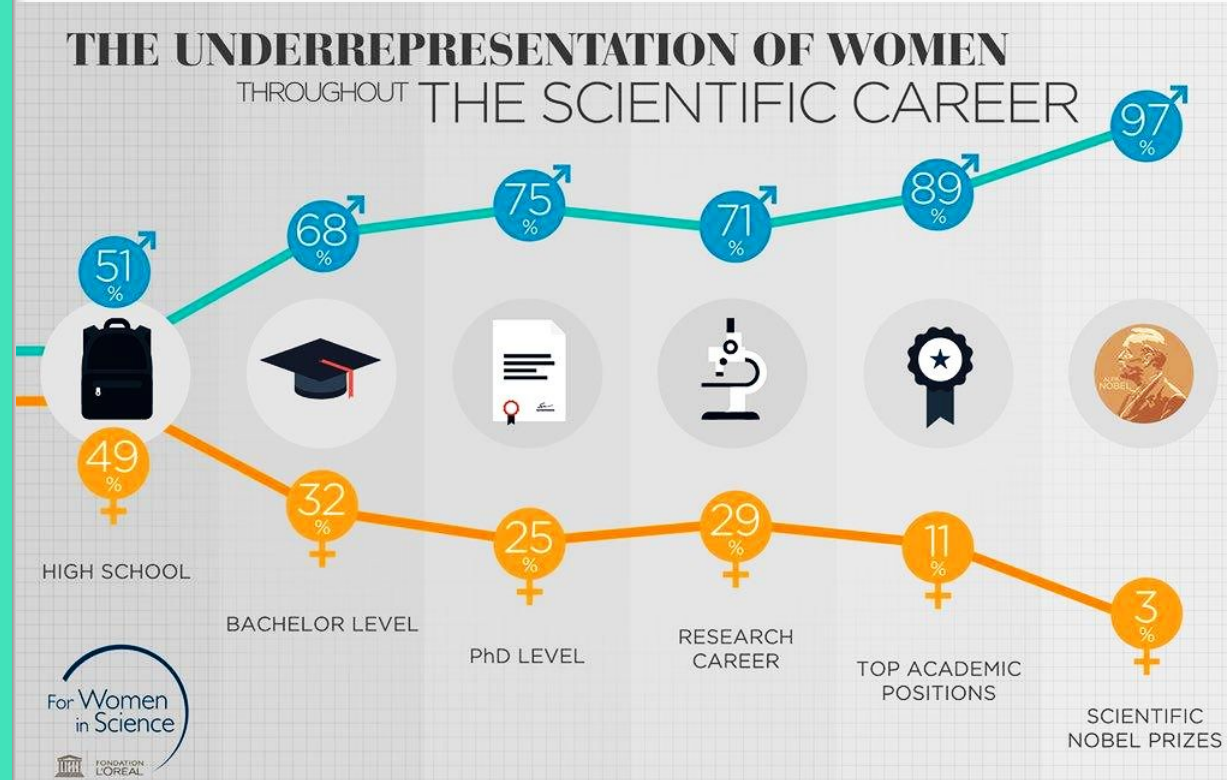 THE UNDERREPRESENTATION OF WOMEN
THROUGHOUT THE SCIENTIFIC CAREER
51
%
68
%
75
%
71
%
89
%
97
%
ALFR.
NOBEL
49
%
32
%
25
%
29
%
11
%
3
%
HIGH SCHOOL
BACHELOR LEVEL
PhD LEVEL
RESEARCH
CAREER
TOP ACADEMIC
POSITIONS
SCIENTIFIC
NOBEL PRIZES
For Women
in Science
FONDATION
L'ORÉAL